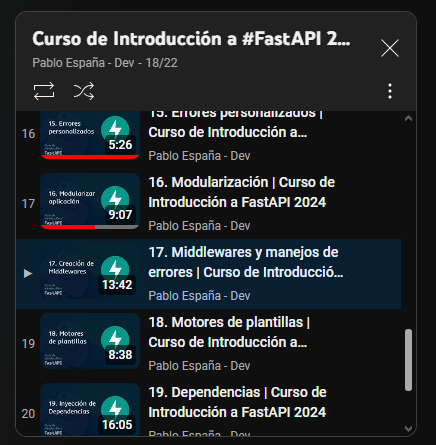 Curso de Introducción a #FastAPI 2...
Pablo España - Dev - 18/22
16
15. Errores
personalizados
FastAPI
5:26
15. Errores personalizados |
Curso de Introducción a...
Pablo España - Dev
17
16. Modularizar
aplicación
9:07
16. Modularización | Curso de
Introducción a FastAPI 2024
Pablo España - Dev
17. Creación de
Middlewares
13:42
17. Middlewares y manejos de
errores | Curso de Introducció...
Pablo España - Dev
19
18. Motores
de plantillas
8:38
18. Motores de plantillas |
Curso de Introducción a...
Pablo España - Dev
20
19. Inyección de
Dependencias
16:05
19. Dependencias | Curso de
Introducción a FastAPI 2024
Pablo España - Dev